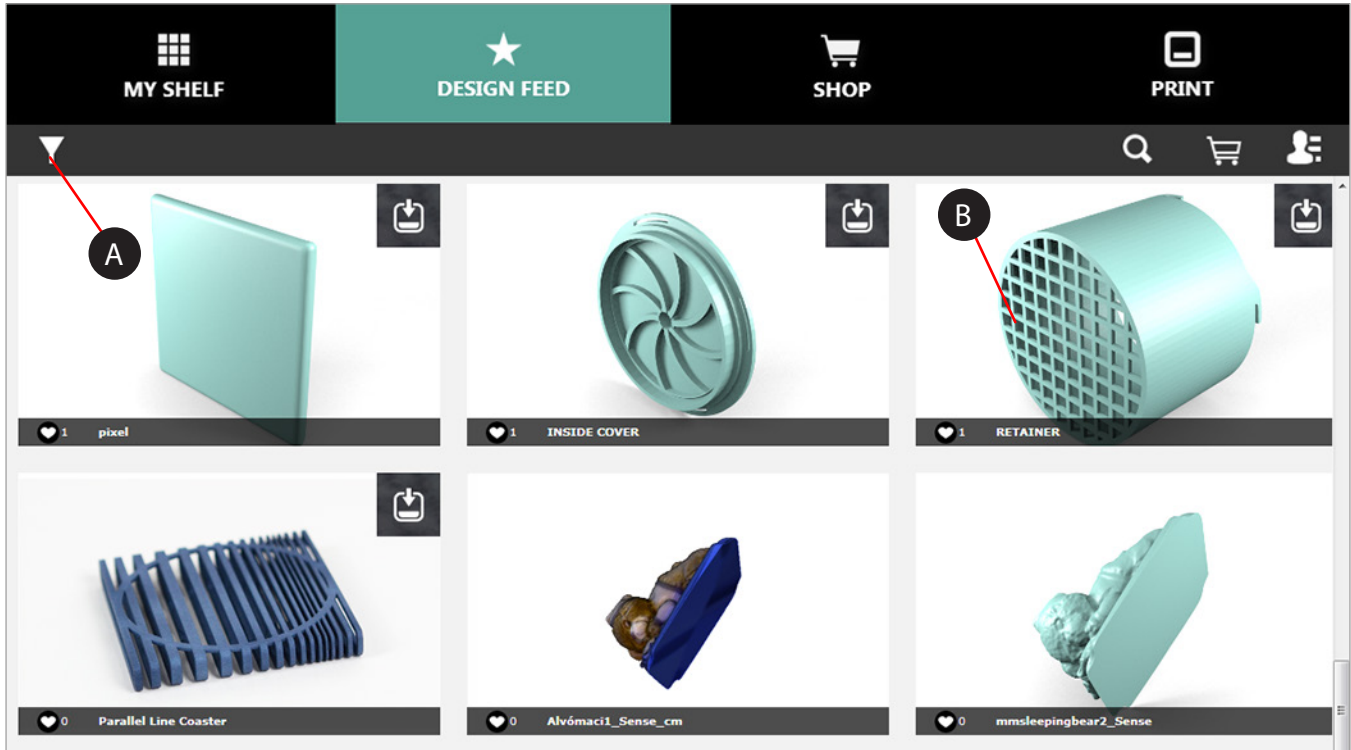 MY SHELF
DESIGN FEED
SHOP
PRINT
A
B
1 pixel
1 INSIDE COVER
1 RETAINER
0 Parallel Line Coaster
0 Alvómaci1_Sense_cm
0 mmsleepingbear2_Sense